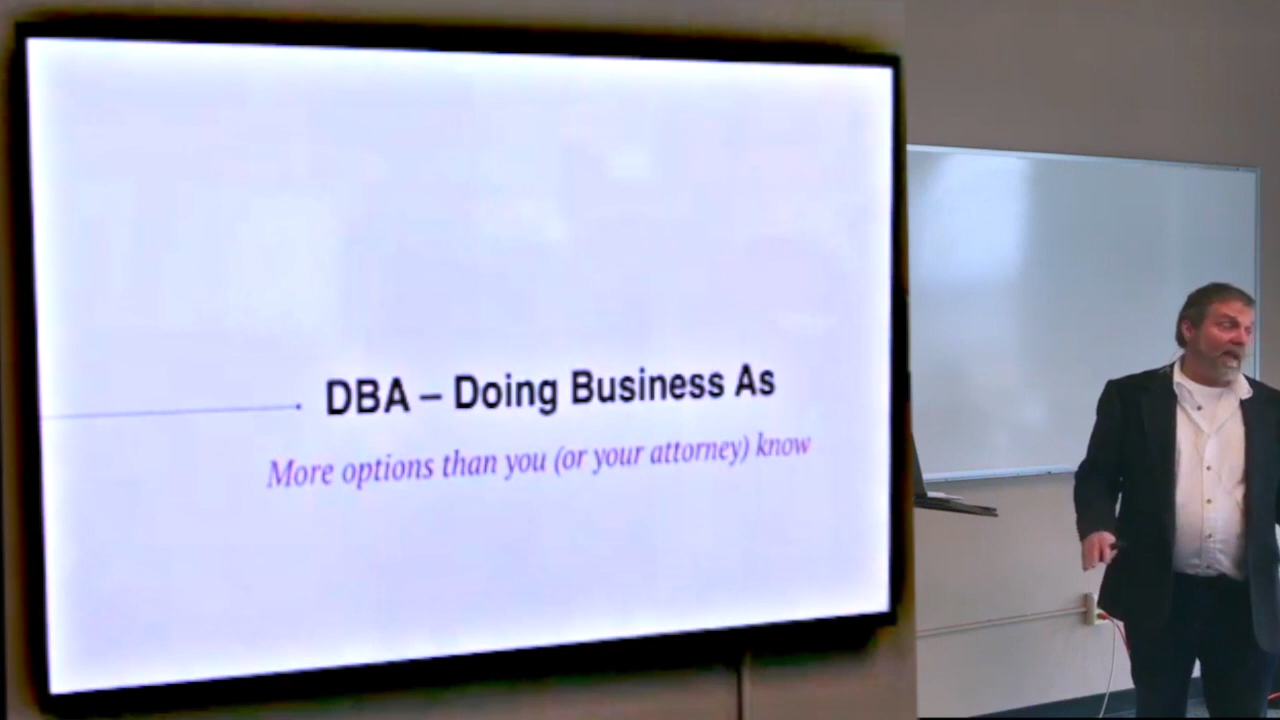 DBA – Doing Business As
More options than you (or your attorney) know